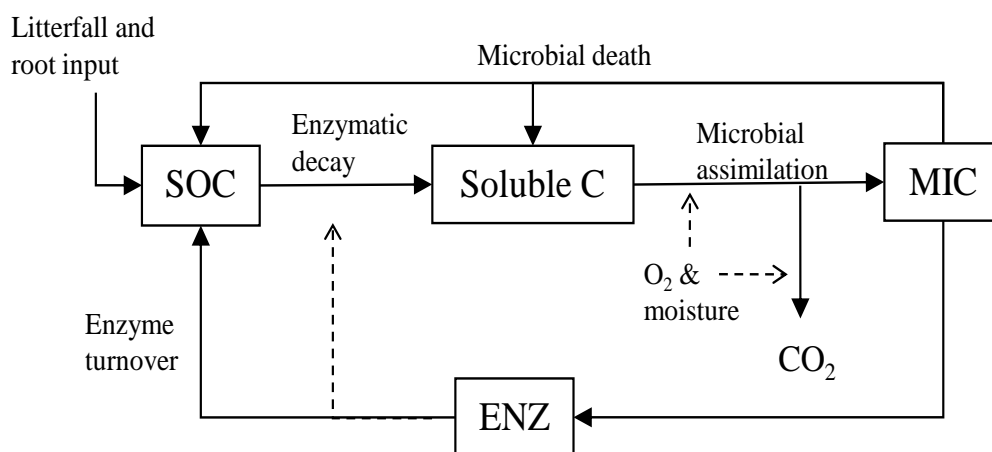 Litterfall and
root input
Microbial death
Enzymatic
decay
Microbial
assimilation
SOC
Soluble C
MIC
O₂ &
moisture
Enzyme
turnover
CO₂
ENZ